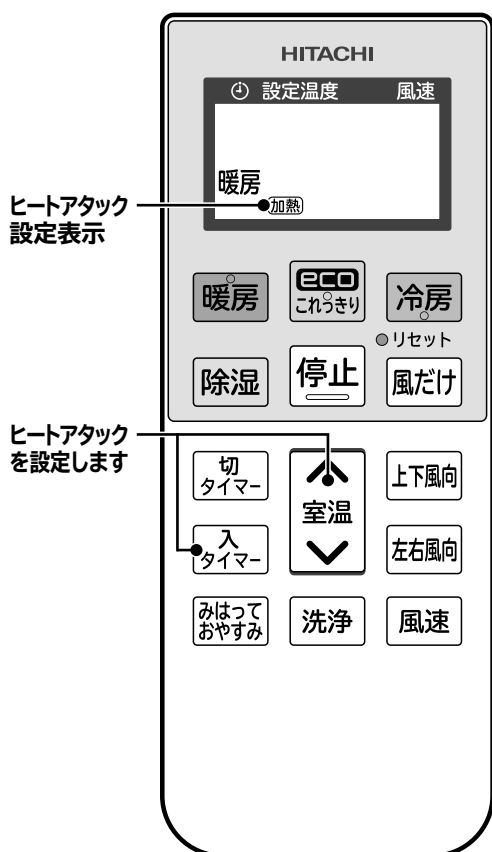 HITACHI
設定温度 風速
暖房
加熱
ヒートアタック
設定表示
暖房
eco
これっきり
冷房
リセット
除湿
停止
風だけ
ヒートアタック
を設定します
切
タイマー
室温
上下風向
入
タイマー
左右風向
みはって
おやすみ
洗浄
風速